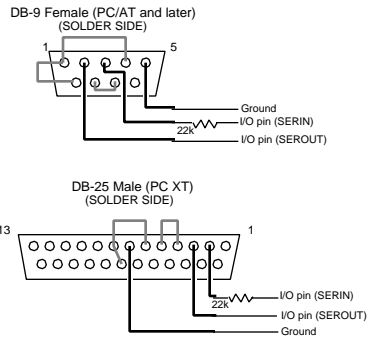 DB-9 Female (PC/AT and later)
(SOLDER SIDE)
1
5
Ground
22k
I/O pin (SERIN)
I/O pin (SEROUT)
DB-25 Male (PC XT)
(SOLDER SIDE)
13
1
22k
I/O pin (SERIN)
I/O pin (SEROUT)
Ground